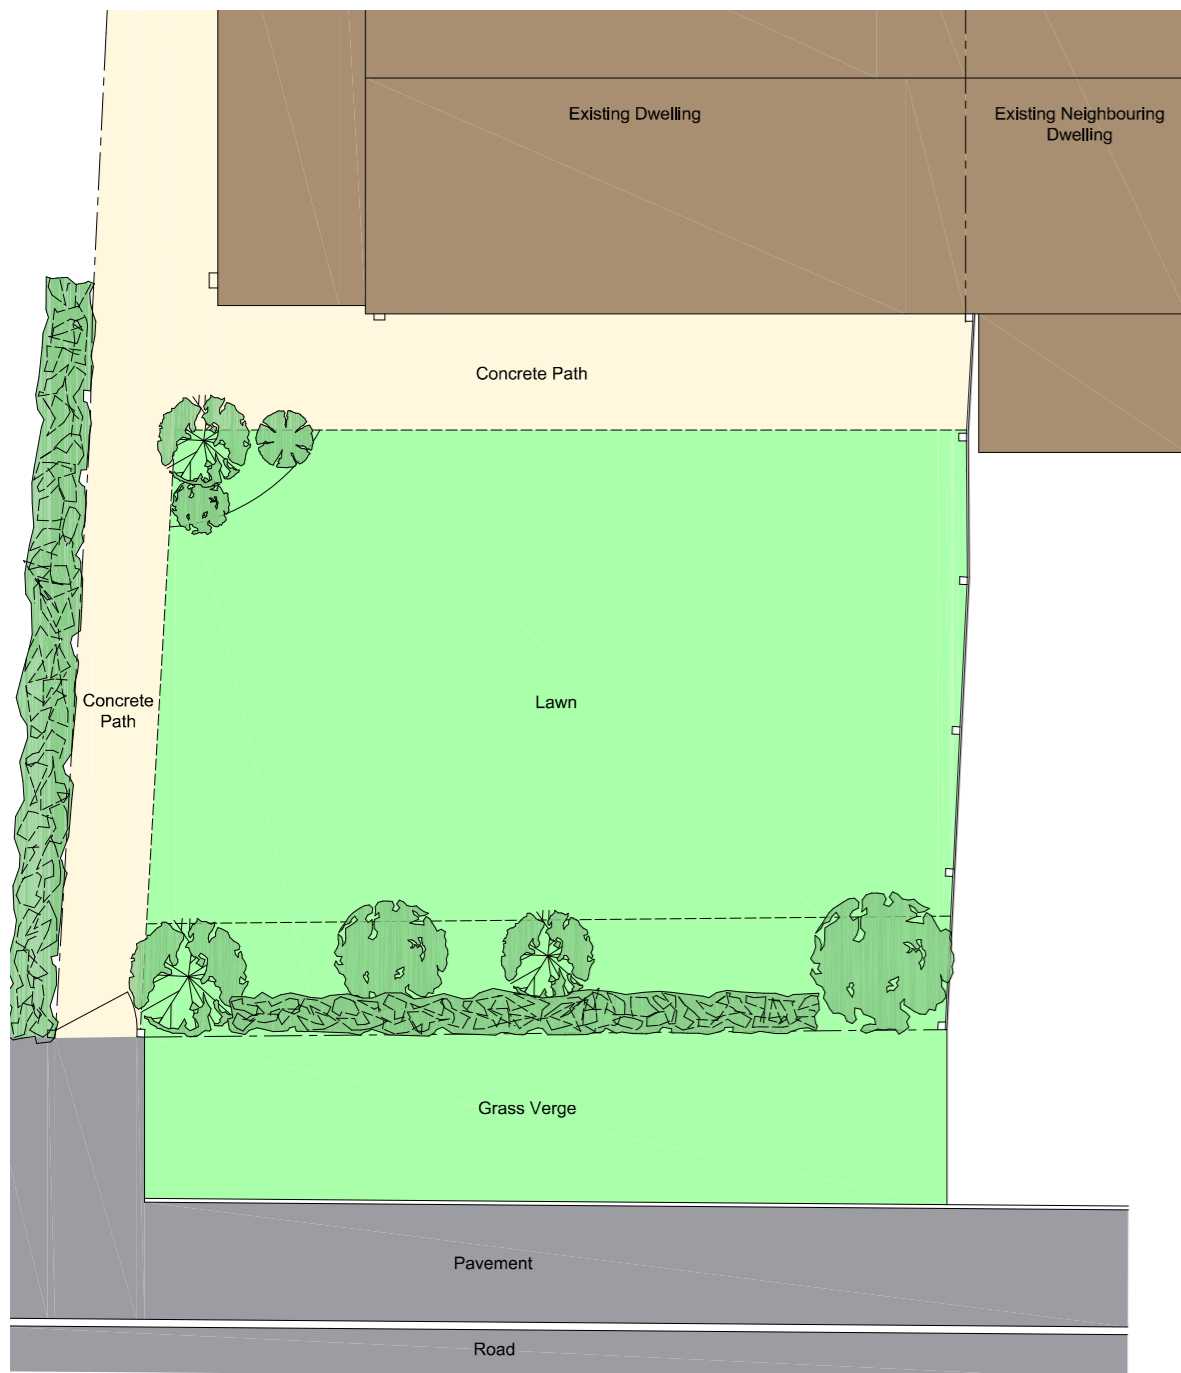 Existing Dwelling
Existing Neighbouring
Dwelling
Concrete Path
Concrete
Path
Lawn
Grass Verge
Pavement
Road